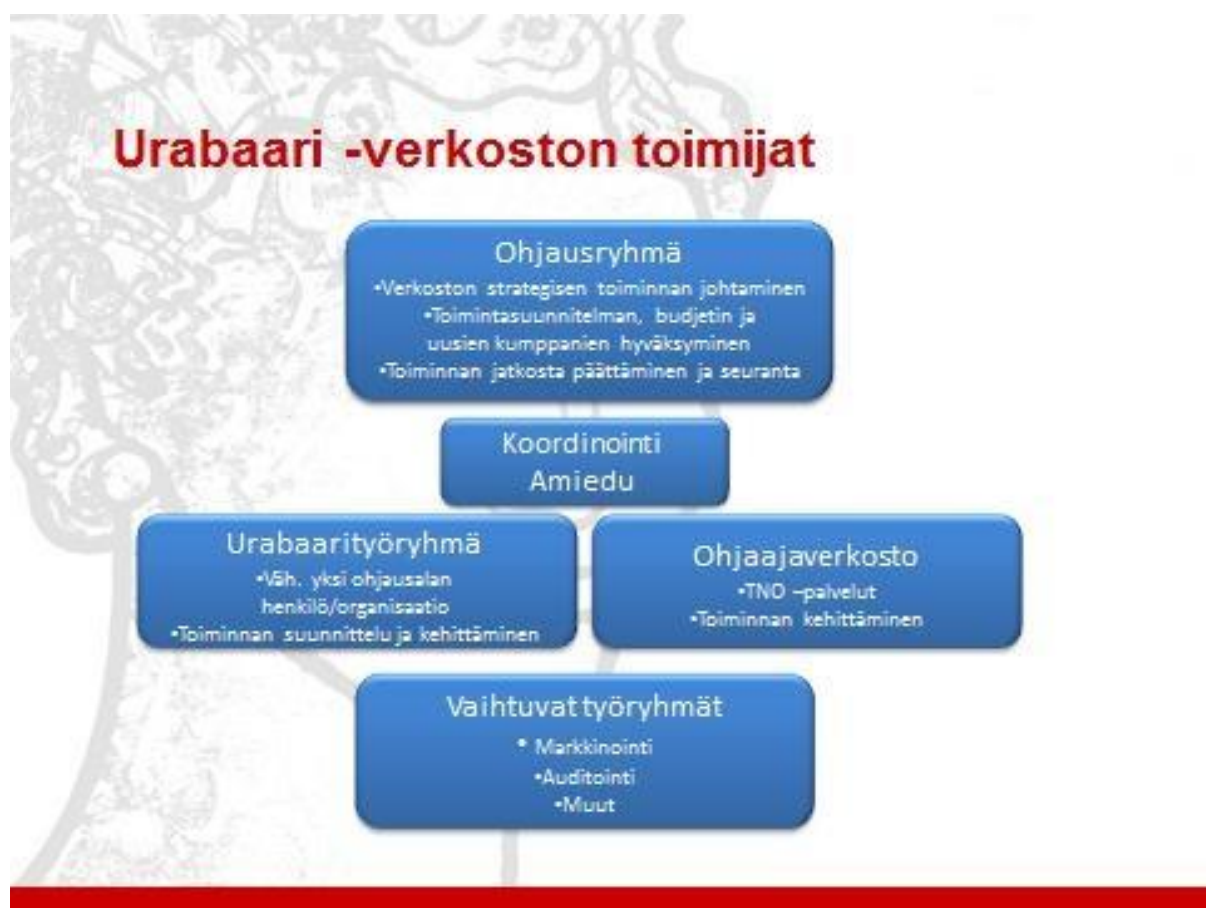 Urabaari -verkoston toimijat
Ohjausryhmä
•Verkoston strategisen toiminnan johtaminen
•Toimintasuunnitelman, budjetin ja
uusien kumppanien hyväksyminen
•Toiminnan jatkosta päättäminen ja seuranta
Koordinointi
Amiedu
Urabaarityöryhmä
•Väh. yksi ohjausalan
henkilö/organisaatio
•Toiminnan suunnittelu ja kehittäminen
Ohjaajaverkosto
•TNO –palvelut
•Toiminnan kehittäminen
Vaihtuvat työryhmät
• Markkinointi
•Auditointi
•Muut